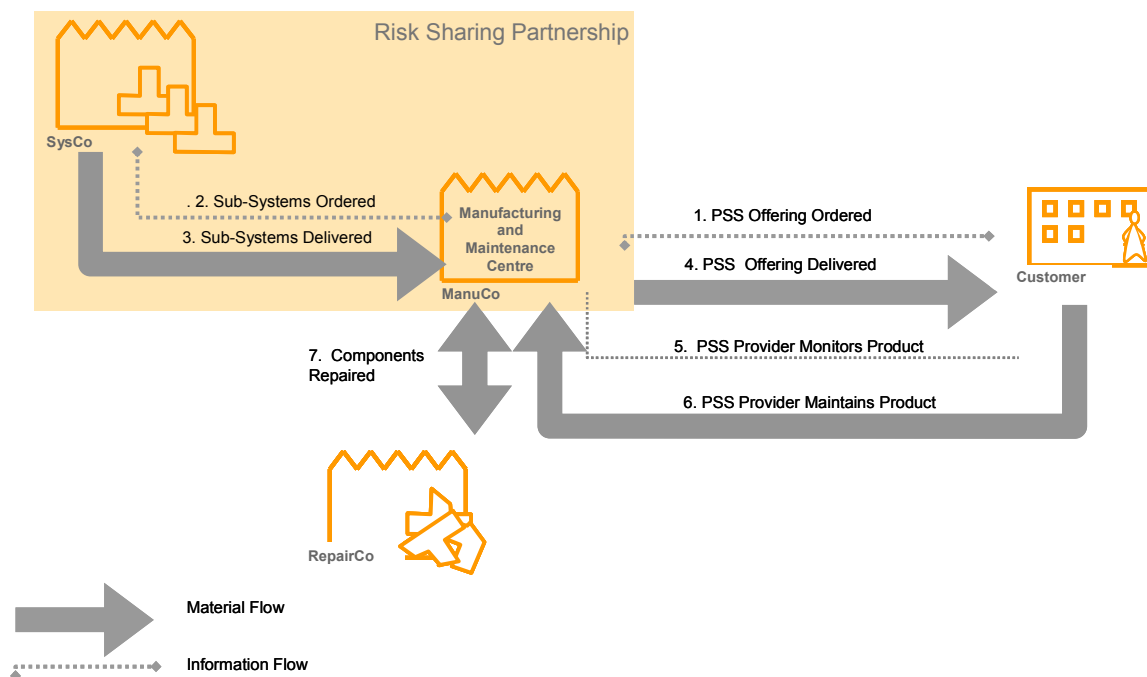 Risk Sharing Partnership
SysCo
. 2. Sub-Systems Ordered
3. Sub-Systems Delivered
Manufacturing
and
Maintenance
Centre
ManuCo
1. PSS Offering Ordered
4. PSS Offering Delivered
Customer
5. PSS Provider Monitors Product
6. PSS Provider Maintains Product
7. Components
Repaired
RepairCo
Material Flow
Information Flow